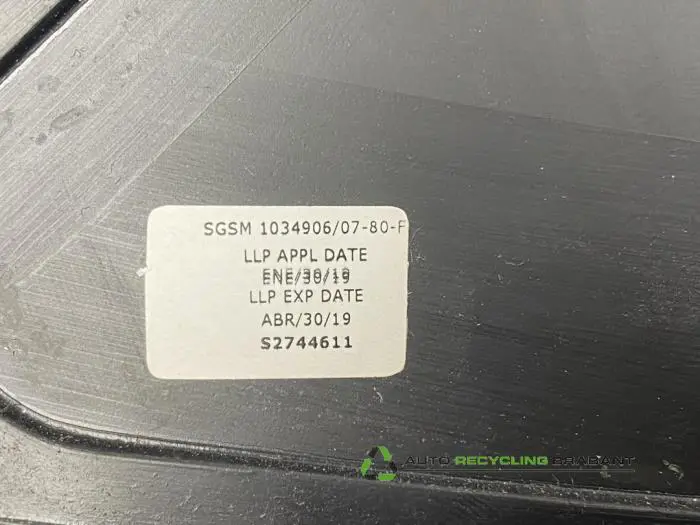 SGSM 1034906/07-80-F
LLP APPL DATE
ENE/30/19
LLP EXP DATE
ABR/30/19
S2744611
AUTO RECYCLING BRABANT